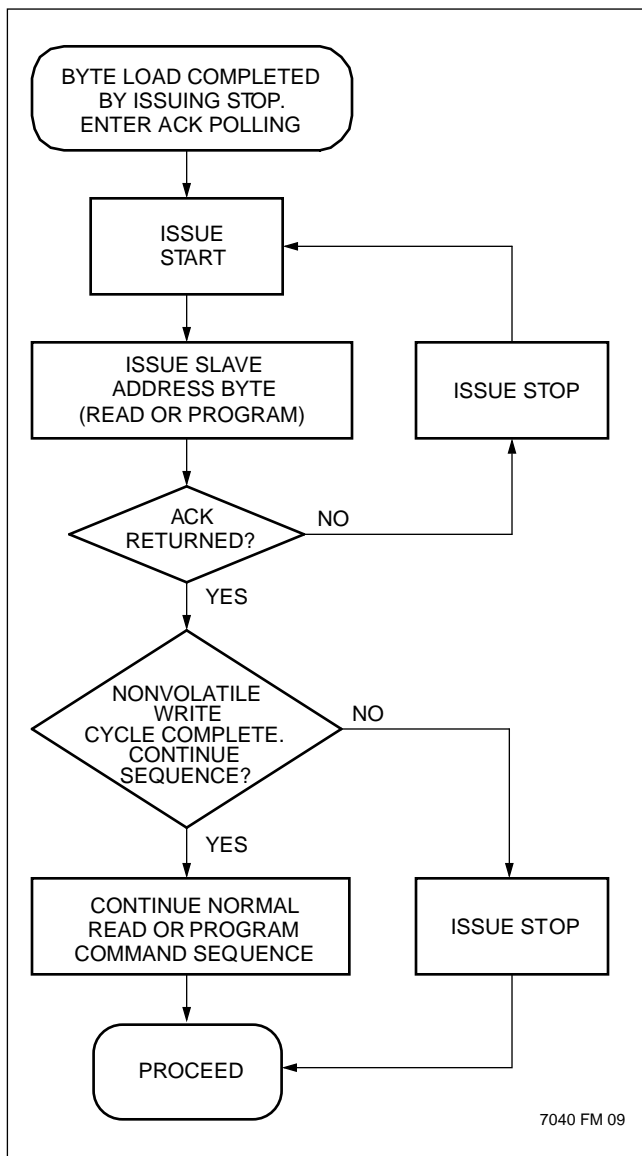 BYTE LOAD COMPLETED
BY ISSUING STOP.
ENTER ACK POLLING
ISSUE
START
ISSUE SLAVE
ADDRESS BYTE
(READ OR PROGRAM)
ISSUE STOP
ACK
RETURNED?
NO
YES
NONVOLATILE
WRITE
CYCLE COMPLETE.
CONTINUE
SEQUENCE?
NO
YES
CONTINUE NORMAL
READ OR PROGRAM
COMMAND SEQUENCE
ISSUE STOP
PROCEED
7040 FM 09